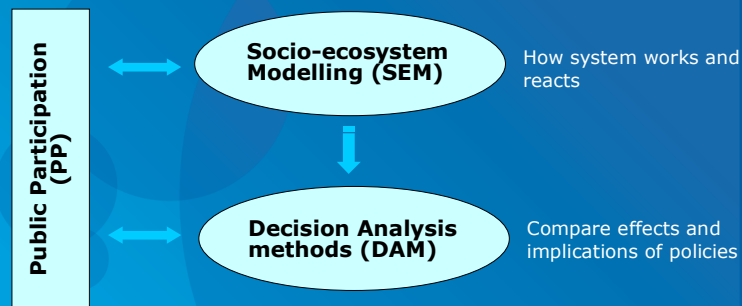 Public Participation
(PP)
Socio-ecosystem
Modelling (SEM)
How system works and
reacts
Decision Analysis
methods (DAM)
Compare effects and
implications of policies